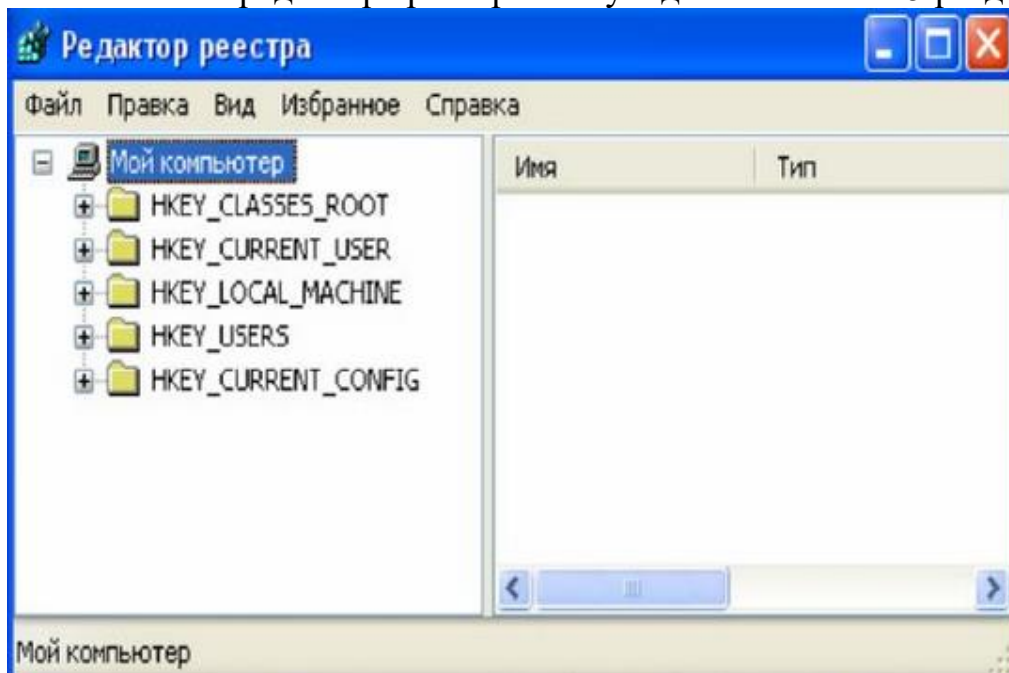 Редактор реестра
Файл Правка Вид Избранное Справка
Мой компьютер
HKEY_CLASSES_ROOT
HKEY_CURRENT_USER
HKEY_LOCAL_MACHINE
HKEY_USERS
HKEY_CURRENT_CONFIG
Имя Тип
Мой компьютер